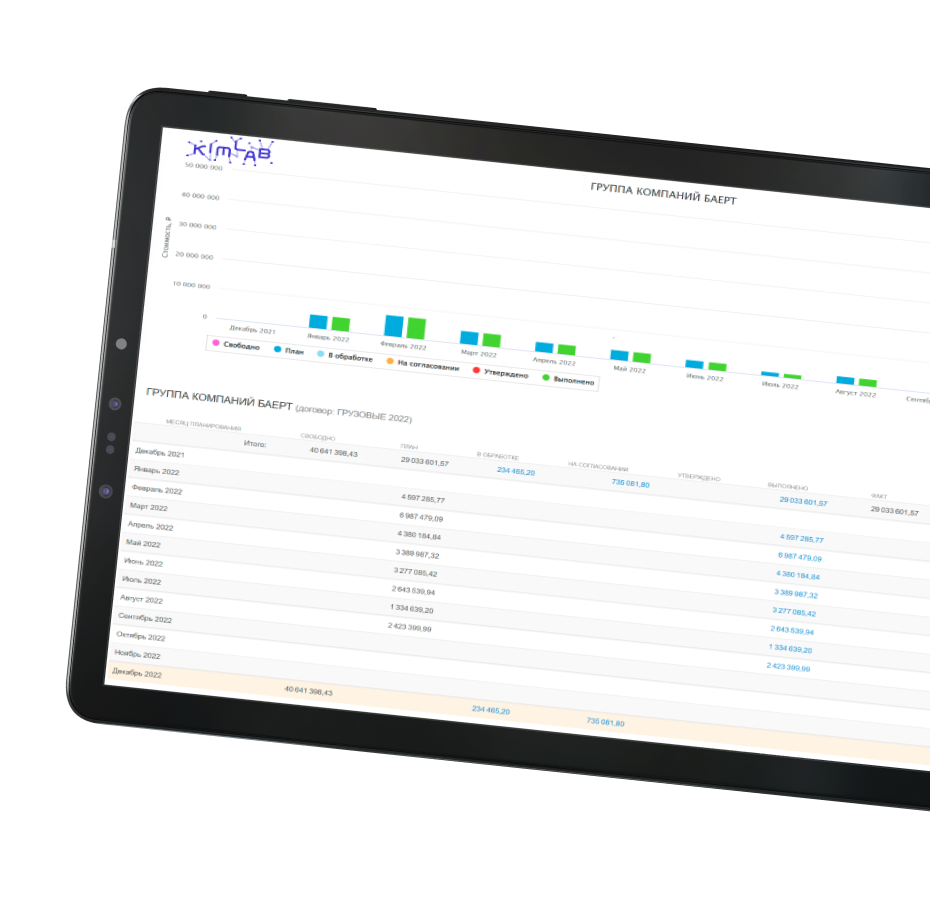 KIMLAB
ГРУППА КОМПАНИЙ БАЕРТ
50 000 000
40 000 000
30 000 000
20 000 000
10 000 000
0
Стоимость, ₽
Декабрь 2021 Январь 2022 Февраль 2022 Март 2022 Апрель 2022 Май 2022 Июнь 2022 Июль 2022 Август 2022
Свободно План В обработке На согласовании Утверждено Выполнено
ГРУППА КОМПАНИЙ БАЕРТ (договор: ГРУЗОВЫЕ 2022)
МЕСЯЦ ПЛАНИРОВАНИЯ СВОБОДНО ПЛАН В ОБРАБОТКЕ НА СОГЛАСОВАНИИ УТВЕРЖДЕНО ВЫПОЛНЕНО ФАКТ
Итого: 40 641 398,43 29 033 601,57 234 465,20 735 081,80 29 033 601,57 29 033 601,57
Декабрь 2021
Январь 2022 4 597 285,77 4 597 285,77
Февраль 2022 6 987 479,09 6 987 479,09
Март 2022 4 380 184,84 4 380 184,84
Апрель 2022 3 389 987,32 3 389 987,32
Май 2022 3 277 085,42 3 277 085,42
Июнь 2022 2 643 539,94 2 643 539,94
Июль 2022 1 334 639,20 1 334 639,20
Август 2022 2 423 399,99 2 423 399,99
Сентябрь 2022
Октябрь 2022
Ноябрь 2022
Декабрь 2022 40 641 398,43 234 465,20 735 081,80